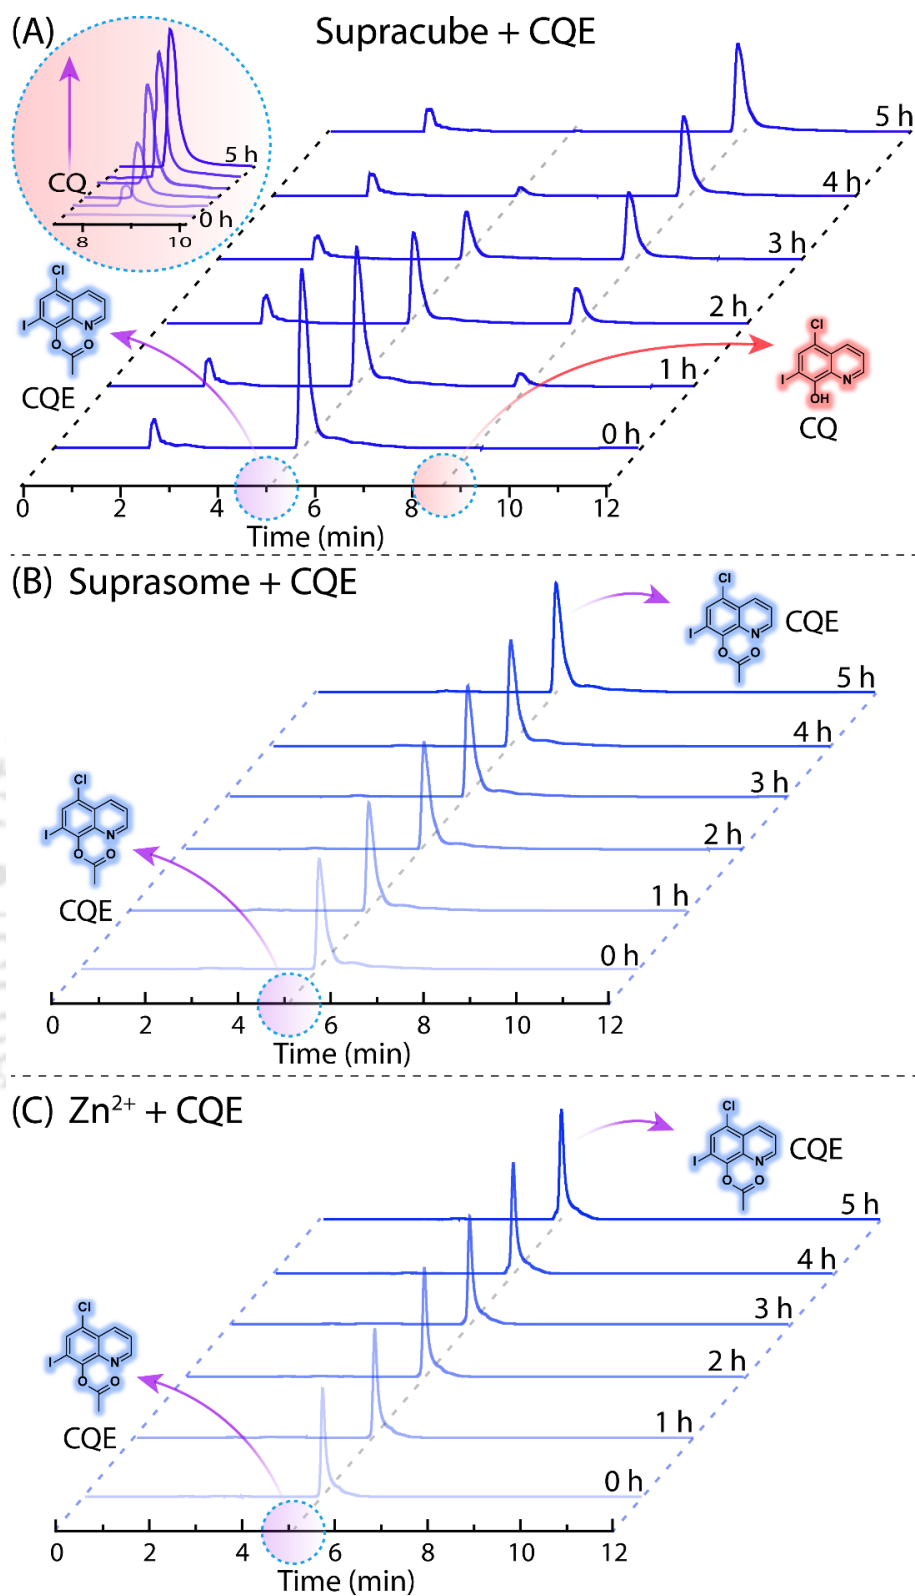 (A) Supracube + CQE
CQ
5 h
0 h
8 10
5 h
4 h
3 h
2 h
1 h
0 h
Cl
I
N
O
O
CQE
Cl
I
N
OH
CQ
0 2 4 6 8 10 12
Time (min)
(B) Suprasome + CQE
Cl
I
N
O
O
CQE
5 h
4 h
3 h
2 h
1 h
0 h
Cl
I
N
O
O
CQE
0 2 4 6 8 10 12
Time (min)
(C) Zn²⁺ + CQE
Cl
I
N
O
O
CQE
5 h
4 h
3 h
2 h
1 h
0 h
Cl
I
N
O
O
CQE
0 2 4 6 8 10 12
Time (min)